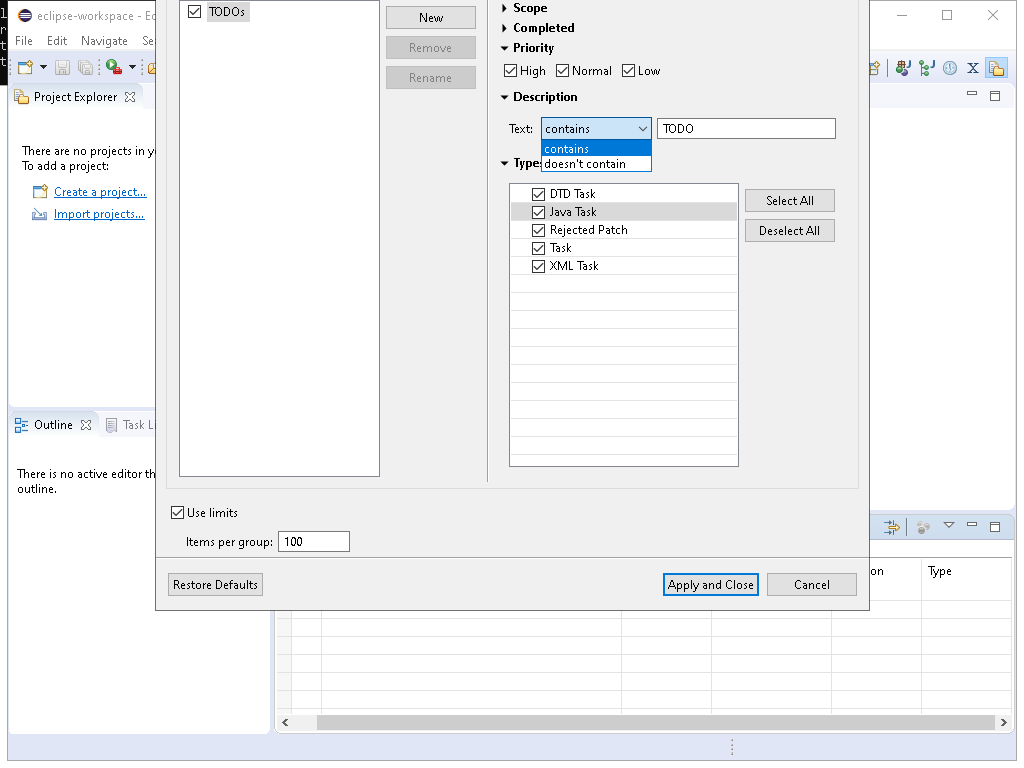 eclipse-workspace - Ec
File Edit Navigate Se
Project Explorer
There are no projects in y
To add a project:
Create a project...
Import projects...
Outline
Task Li
There is no active editor th
outline.
TODOs
New
Remove
Rename
Scope
Completed
Priority
High Normal Low
Description
Text: contains TODO
contains
doesn't contain
Type
DTD Task
Java Task
Rejected Patch
Task
XML Task
Select All
Deselect All
Use limits
Items per group: 100
Restore Defaults
Apply and Close
Cancel
on
Type